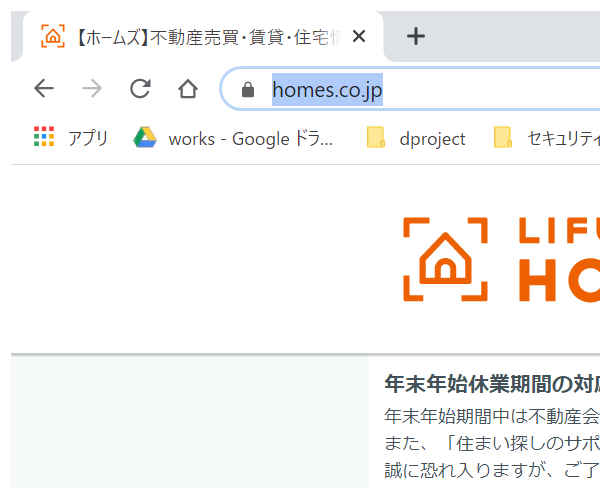 【ホームズ】不動産売買・賃貸・住宅情
homes.co.jp
アプリ works - Google ドラ... dproject セキュリティ
LIFU
HO
年末年始休業期間の対応
年末年始期間中は不動産会
また、「住まい探しのサポ
誠に恐れ入りますが、ご了